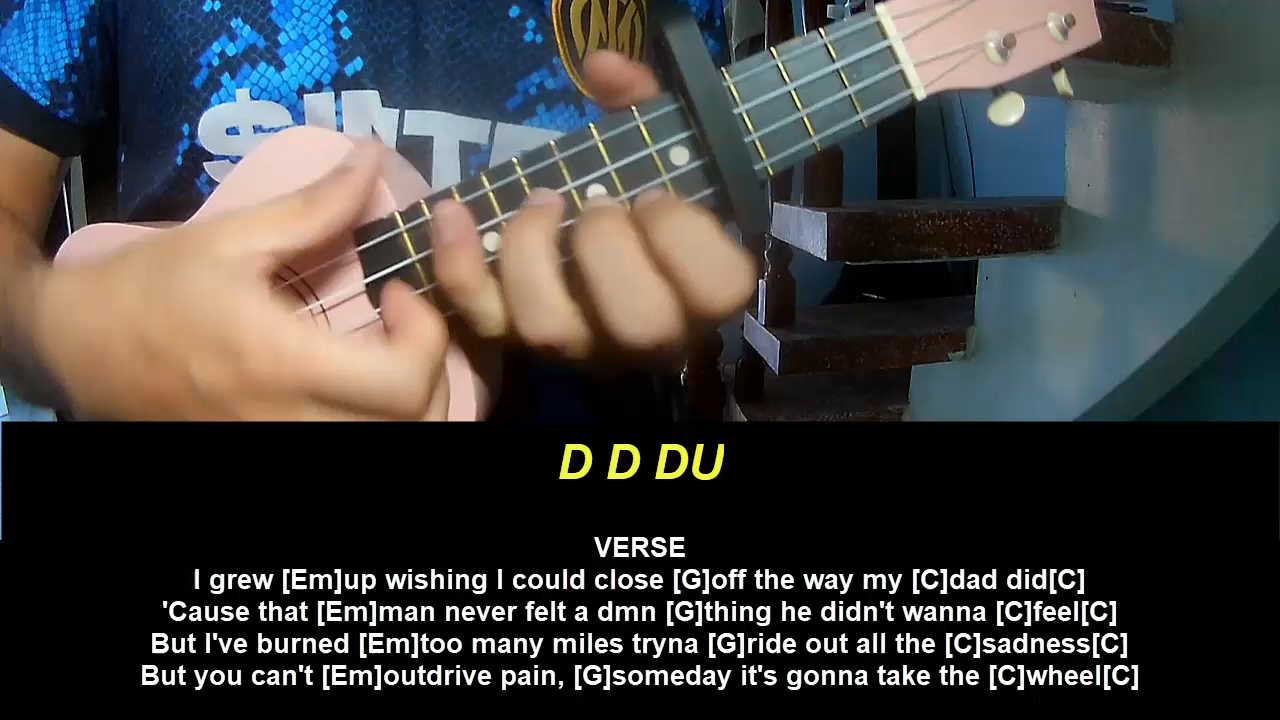 D D DU
VERSE
I grew [Em]up wishing I could close [G]off the way my [C]dad did[C]
'Cause that [Em]man never felt a dmn [G]thing he didn't wanna [C]feel[C]
But I've burned [Em]too many miles tryna [G]ride out all the [C]sadness[C]
But you can't [Em]outdrive pain, [G]someday it's gonna take the [C]wheel[C]